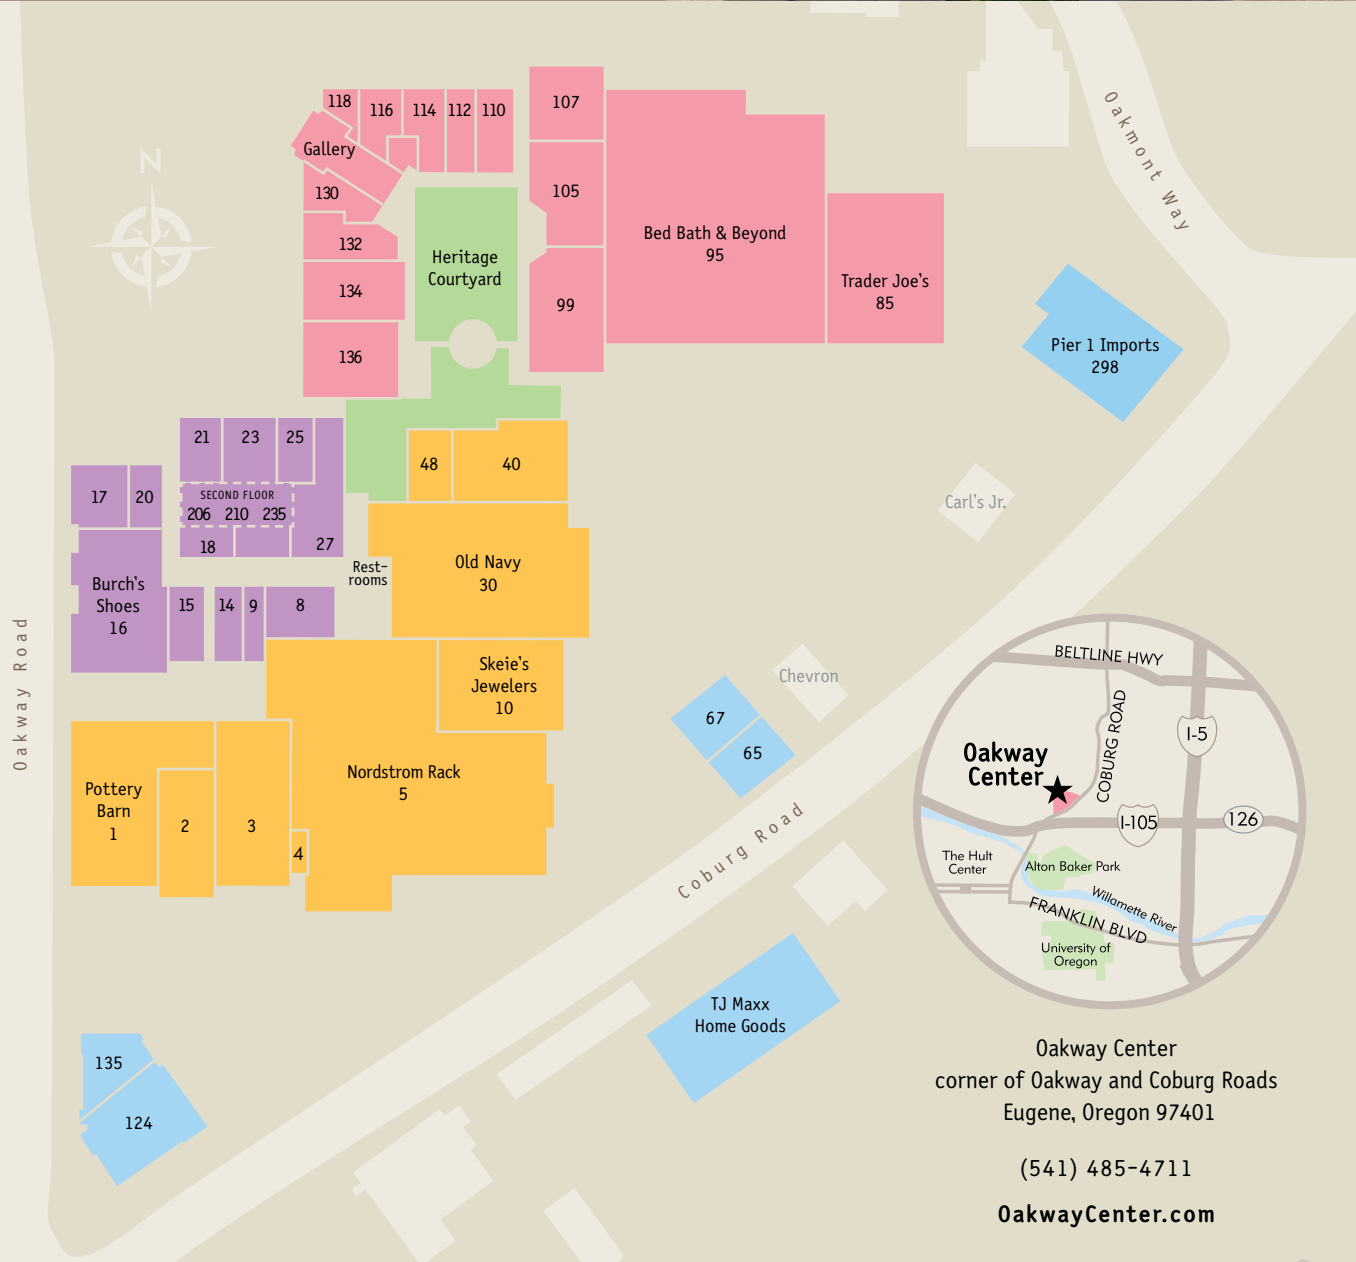 118
116
114
112
110
107
Gallery
130
105
132
134
136
Heritage
Courtyard
99
Bed Bath & Beyond
95
Trader Joe's
85
N
Oakmont Way
Pier 1 Imports
298
21
23
25
SECOND FLOOR
206
210
235
18
27
17
20
48
40
Carl's Jr.
Burch's
Shoes
16
15
14
9
8
Rest-
rooms
Old Navy
30
Skeie's
Jewelers
10
Nordstrom Rack
5
Oakway Road
Pottery
Barn
1
2
3
4
67
65
Chevron
Coburg Road
TJ Maxx
Home Goods
135
124
BELTLINE HWY
COBURG ROAD
I-5
Oakway
Center
I-105
126
The Hult
Center
Alton Baker Park
Willamette River
FRANKLIN BLVD
University of
Oregon
Oakway Center
corner of Oakway and Coburg Roads
Eugene, Oregon 97401
(541) 485-4711
OakwayCenter.com